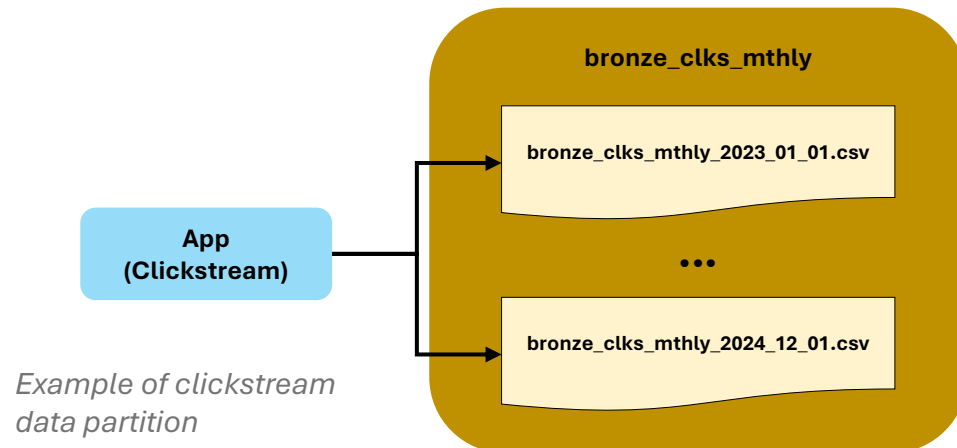 bronze_clks_mthly
bronze_clks_mthly_2023_01_01.csv
App
(Clickstream)
...
bronze_clks_mthly_2024_12_01.csv
Example of clickstream
data partition